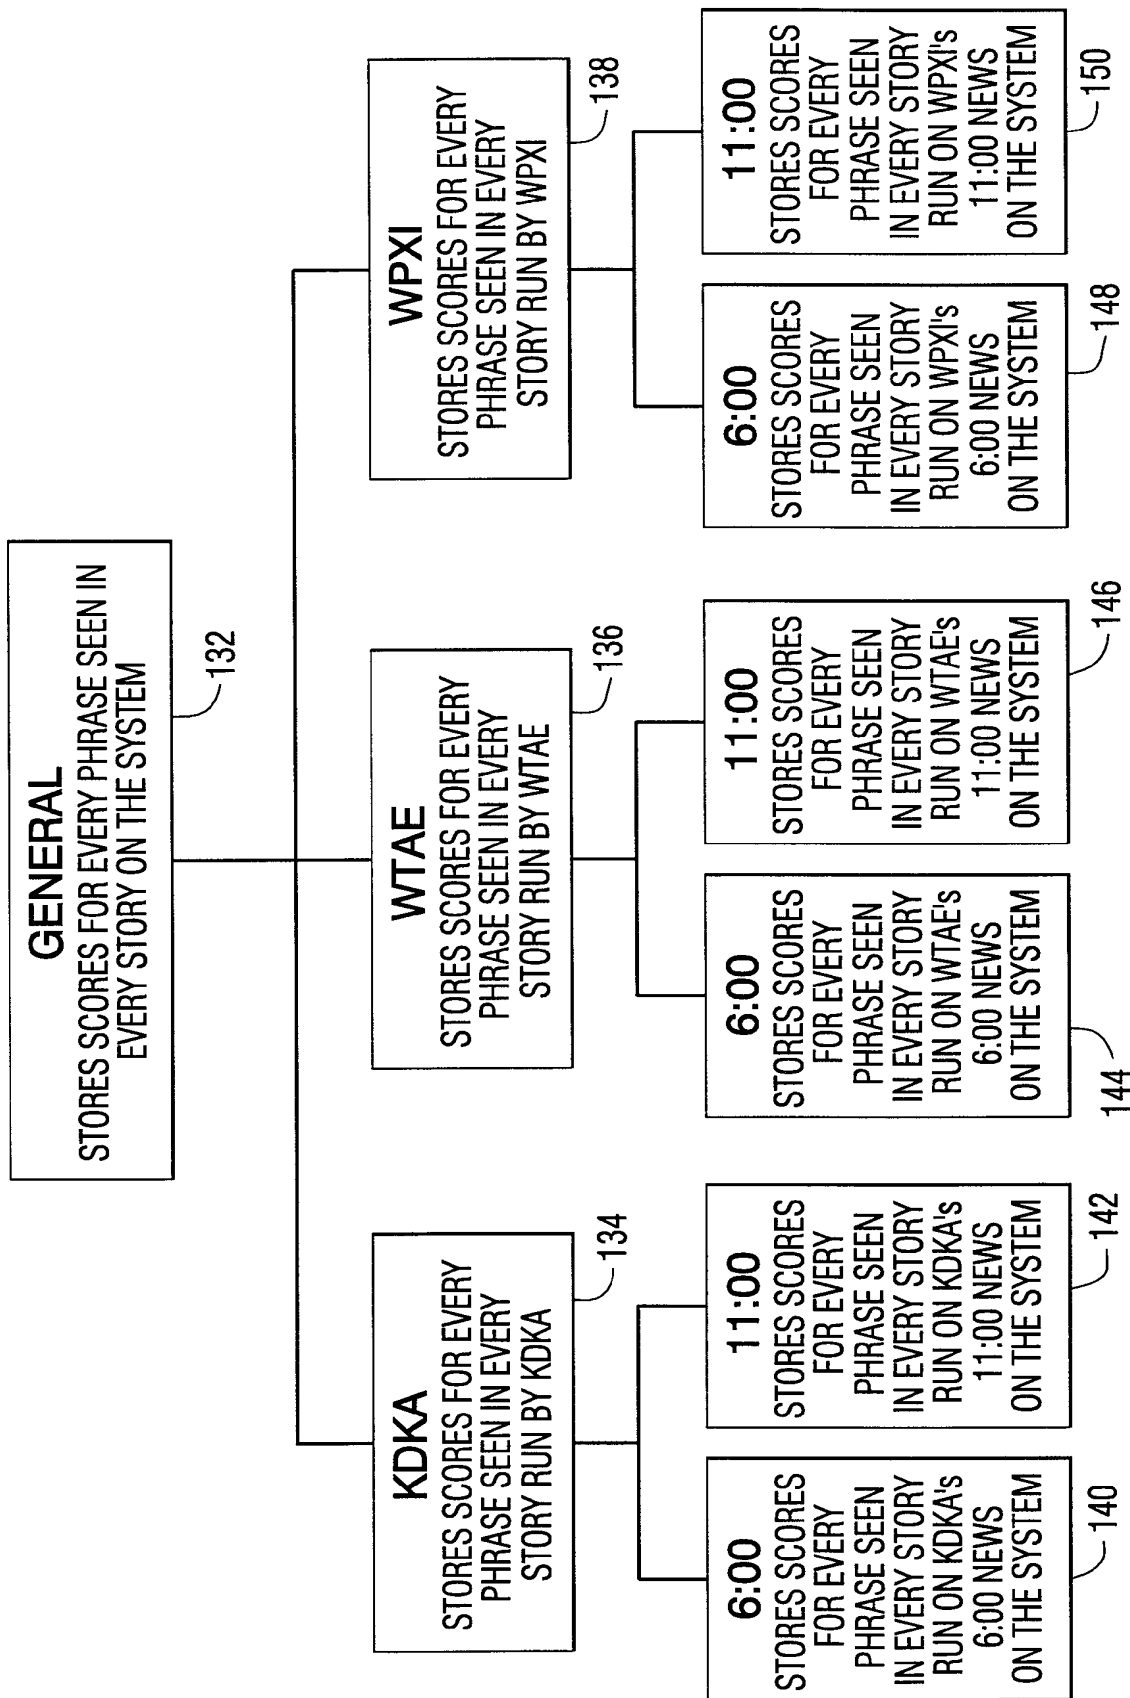 GENERAL
STORES SCORES FOR EVERY PHRASE SEEN IN
EVERY STORY ON THE SYSTEM
132
KDKA
STORES SCORES FOR EVERY
PHRASE SEEN IN EVERY
STORY RUN BY KDKA
134
WTAE
STORES SCORES FOR EVERY
PHRASE SEEN IN EVERY
STORY RUN BY WTAE
136
WPXI
STORES SCORES FOR EVERY
PHRASE SEEN IN EVERY
STORY RUN BY WPXI
138
6:00
STORES SCORES
FOR EVERY
PHRASE SEEN
IN EVERY STORY
RUN ON KDKA's
6:00 NEWS
ON THE SYSTEM
140
11:00
STORES SCORES
FOR EVERY
PHRASE SEEN
IN EVERY STORY
RUN ON KDKA's
11:00 NEWS
ON THE SYSTEM
142
6:00
STORES SCORES
FOR EVERY
PHRASE SEEN
IN EVERY STORY
RUN ON WTAE's
6:00 NEWS
ON THE SYSTEM
144
11:00
STORES SCORES
FOR EVERY
PHRASE SEEN
IN EVERY STORY
RUN ON WTAE's
11:00 NEWS
ON THE SYSTEM
146
6:00
STORES SCORES
FOR EVERY
PHRASE SEEN
IN EVERY STORY
RUN ON WPXI's
6:00 NEWS
ON THE SYSTEM
148
11:00
STORES SCORES
FOR EVERY
PHRASE SEEN
IN EVERY STORY
RUN ON WPXI's
11:00 NEWS
ON THE SYSTEM
150